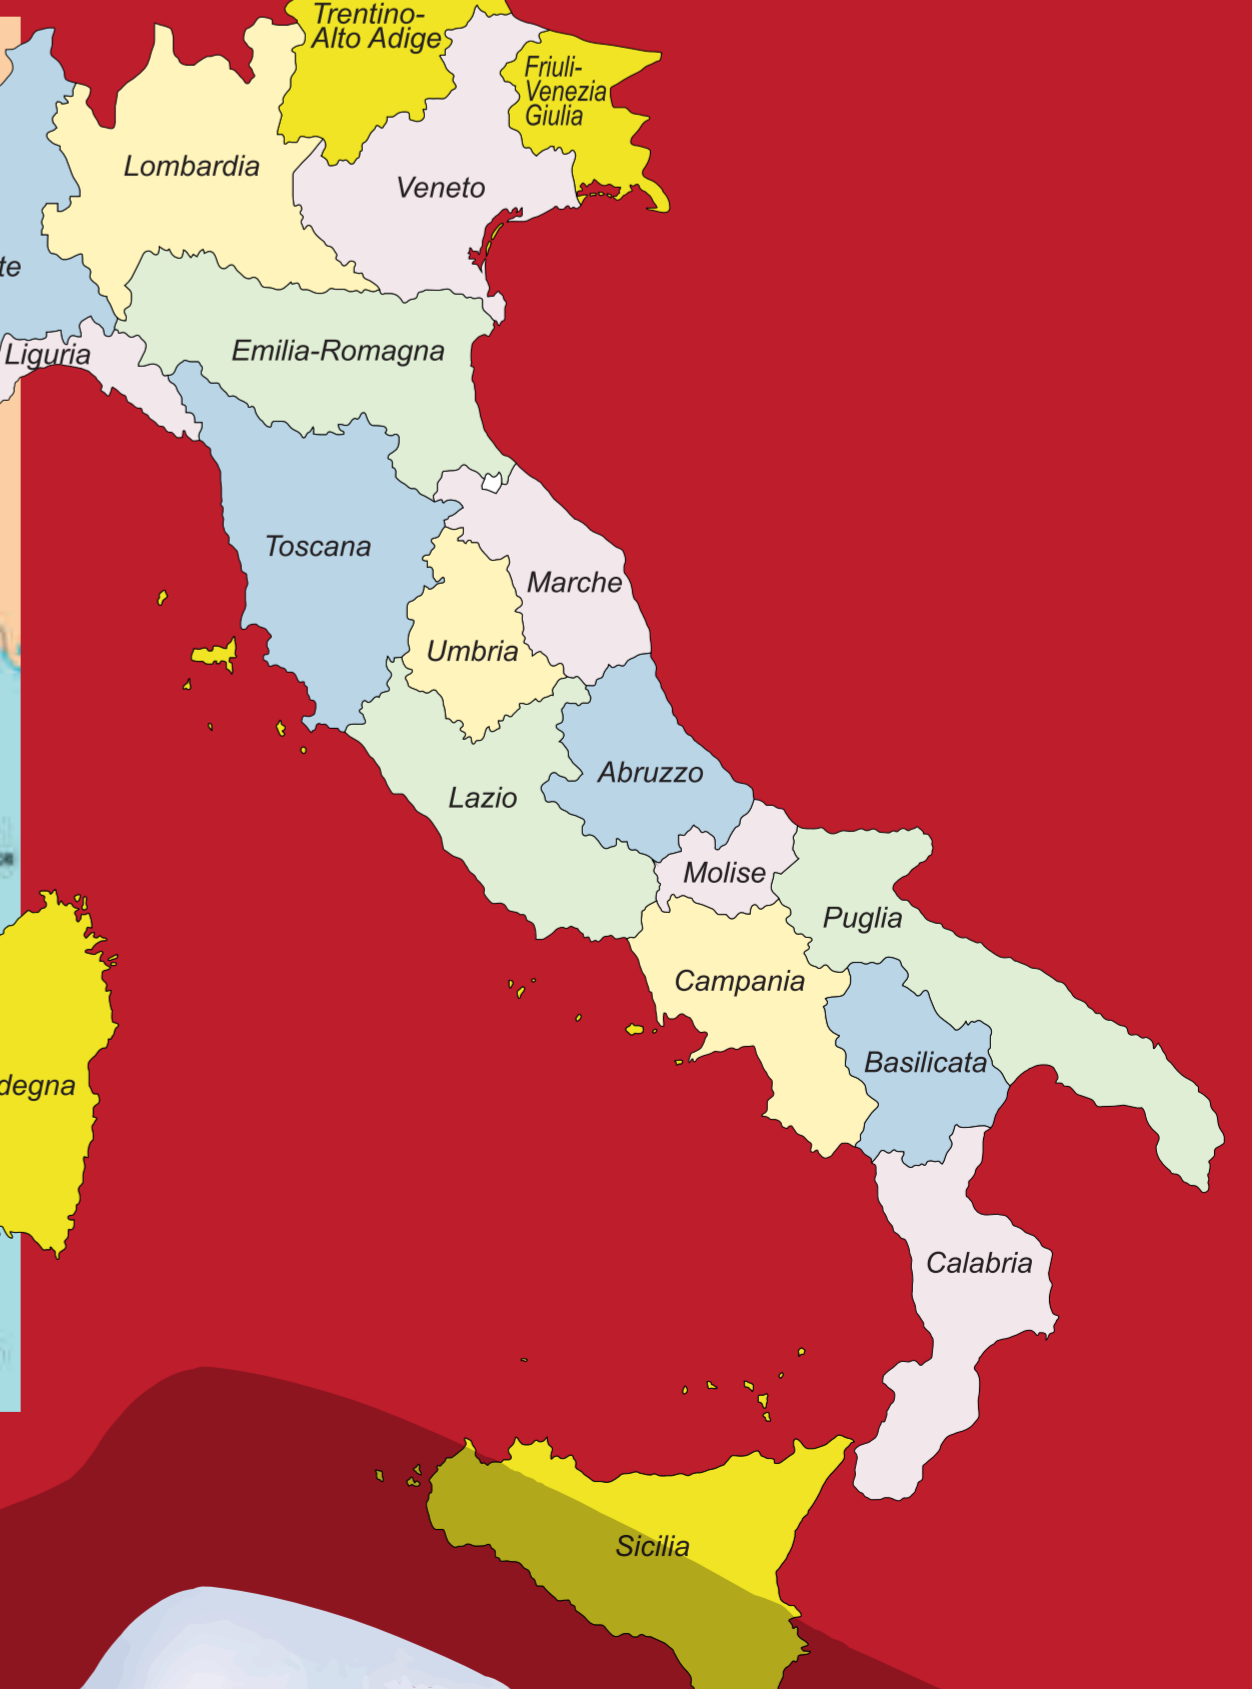 Trentino-
Alto Adige
Friuli-
Venezia
Giulia
Lombardia
Veneto
te
Liguria
Emilia-Romagna
Toscana
Marche
Umbria
Abruzzo
Lazio
Molise
Puglia
Campania
Basilicata
degna
Calabria
Sicilia